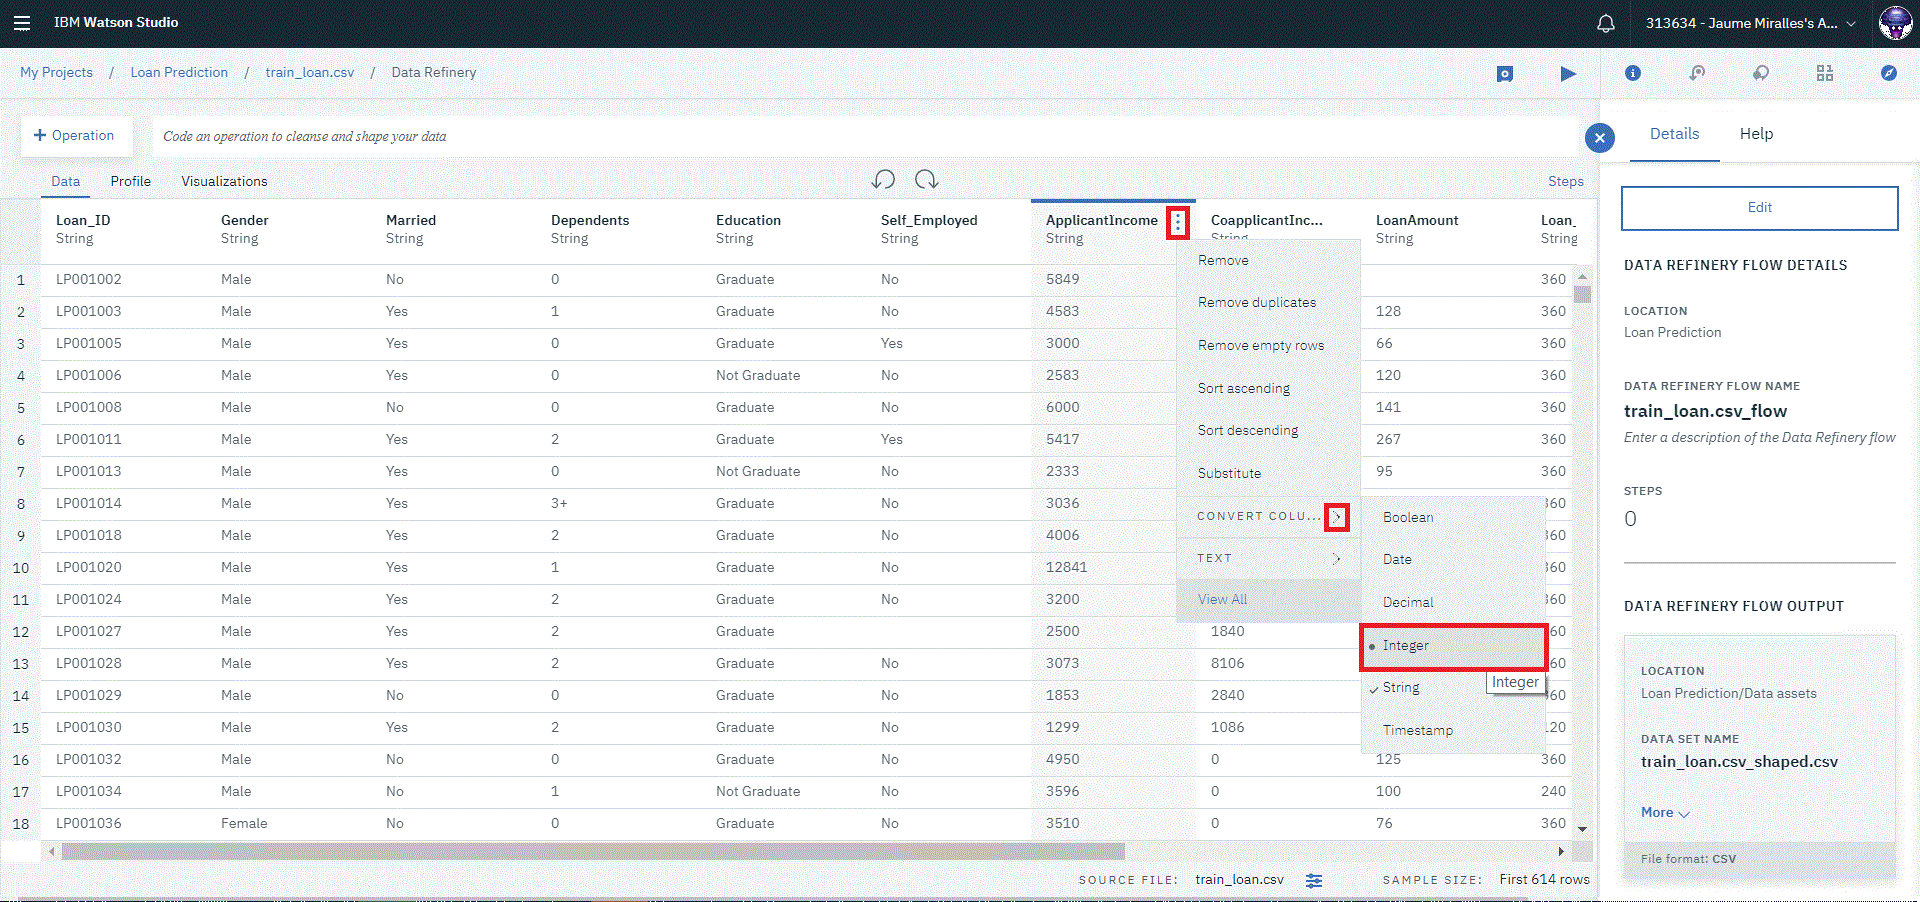 IBM Watson Studio
313634 - Jaume Miralles's A...
My Projects / Loan Prediction / train_loan.csv / Data Refinery
+ Operation
Code an operation to cleanse and shape your data
Details Help
Data Profile Visualizations Steps
Loan_ID Gender Married Dependents Education Self_Employed ApplicantIncome CoapplicantInc... LoanAmount Loan_
String String String String String String String String String String
1 LP001002 Male No 0 Graduate No 5849 360
2 LP001003 Male Yes 1 Graduate No 4583 128 360
3 LP001005 Male Yes 0 Graduate Yes 3000 66 360
4 LP001006 Male Yes 0 Not Graduate No 2583 120 360
5 LP001008 Male No 0 Graduate No 6000 141 360
6 LP001011 Male Yes 2 Graduate Yes 5417 267 360
7 LP001013 Male Yes 0 Not Graduate No 2333 95 360
8 LP001014 Male Yes 3+ Graduate No 3036 360
9 LP001018 Male Yes 2 Graduate No 4006 360
10 LP001020 Male Yes 1 Graduate No 12841 360
11 LP001024 Male Yes 2 Graduate No 3200 360
12 LP001027 Male Yes 2 Graduate 2500 1840 60
13 LP001028 Male Yes 2 Graduate No 3073 8106 60
14 LP001029 Male No 0 Graduate No 1853 2840 360
15 LP001030 Male Yes 2 Graduate No 1299 1086 120
16 LP001032 Male No 0 Graduate No 4950 0 125 360
17 LP001034 Male No 1 Not Graduate No 3596 0 100 240
18 LP001036 Female No 0 Graduate No 3510 0 76 360
Remove
Remove duplicates
Remove empty rows
Sort ascending
Sort descending
Substitute
CONVERT COLU...
TEXT
View All
Boolean
Date
Decimal
Integer
Integer
String
Timestamp
SOURCE FILE: train_loan.csv SAMPLE SIZE: First 614 rows
Edit
DATA REFINERY FLOW DETAILS
LOCATION
Loan Prediction
DATA REFINERY FLOW NAME
train_loan.csv_flow
Enter a description of the Data Refinery flow
STEPS
0
DATA REFINERY FLOW OUTPUT
LOCATION
Loan Prediction/Data assets
DATA SET NAME
train_loan.csv_shaped.csv
More
File format: CSV